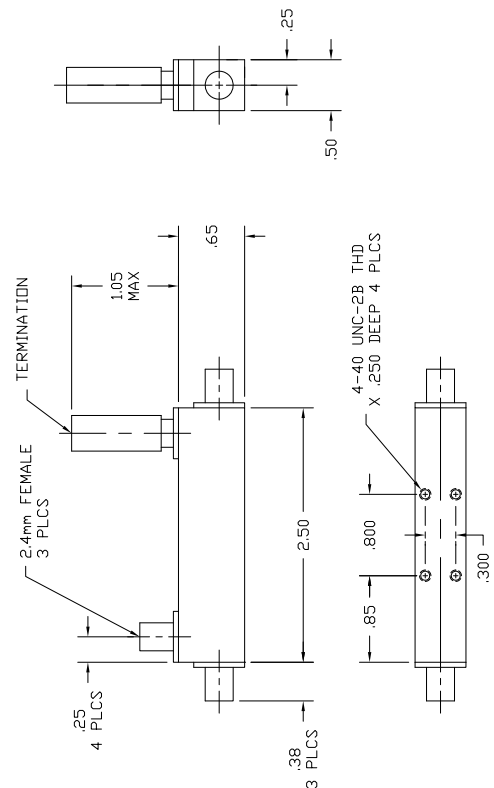 .25
.50
TERMINATION
1.05
MAX
.65
2.4mm FEMALE
3 PLCS
2.50
.25
4 PLCS
.38
3 PLCS
4-40 UNC-2B THD
X .250 DEEP 4 PLCS
.800
.85
.300